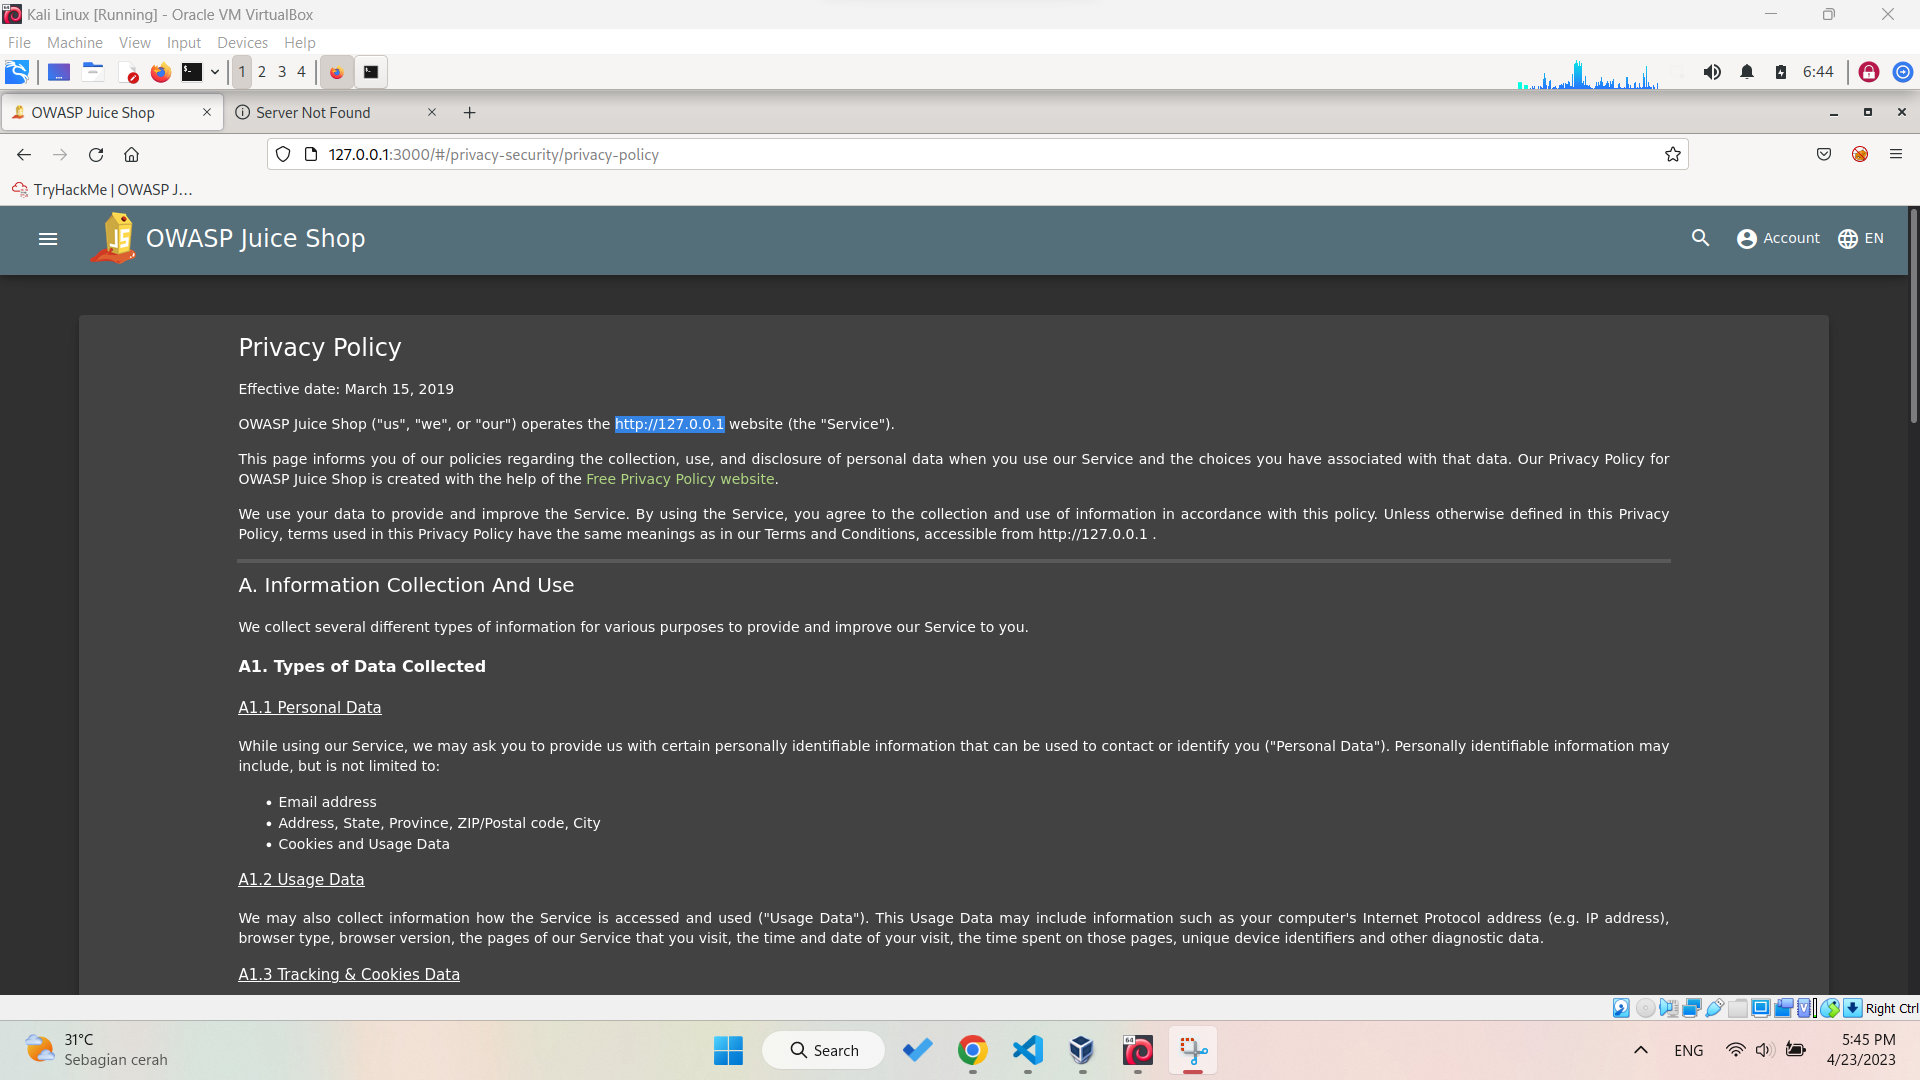 Kali Linux [Running] - Oracle VM VirtualBox
File Machine View Input Devices Help
1 2 3 4
6:44
OWASP Juice Shop
Server Not Found
127.0.0.1:3000/#/privacy-security/privacy-policy
TryHackMe | OWASP J...
OWASP Juice Shop
Account
EN
Privacy Policy
Effective date: March 15, 2019
OWASP Juice Shop ("us", "we", or "our") operates the http://127.0.0.1 website (the "Service").
This page informs you of our policies regarding the collection, use, and disclosure of personal data when you use our Service and the choices you have associated with that data. Our Privacy Policy for
OWASP Juice Shop is created with the help of the Free Privacy Policy website.
We use your data to provide and improve the Service. By using the Service, you agree to the collection and use of information in accordance with this policy. Unless otherwise defined in this Privacy
Policy, terms used in this Privacy Policy have the same meanings as in our Terms and Conditions, accessible from http://127.0.0.1 .
A. Information Collection And Use
We collect several different types of information for various purposes to provide and improve our Service to you.
A1. Types of Data Collected
A1.1 Personal Data
While using our Service, we may ask you to provide us with certain personally identifiable information that can be used to contact or identify you ("Personal Data"). Personally identifiable information may
include, but is not limited to:
• Email address
• Address, State, Province, ZIP/Postal code, City
• Cookies and Usage Data
A1.2 Usage Data
We may also collect information how the Service is accessed and used ("Usage Data"). This Usage Data may include information such as your computer's Internet Protocol address (e.g. IP address),
browser type, browser version, the pages of our Service that you visit, the time and date of your visit, the time spent on those pages, unique device identifiers and other diagnostic data.
A1.3 Tracking & Cookies Data
Right Ctrl
31°C
Sebagian cerah
Search
64
ENG
5:45 PM
4/23/2023